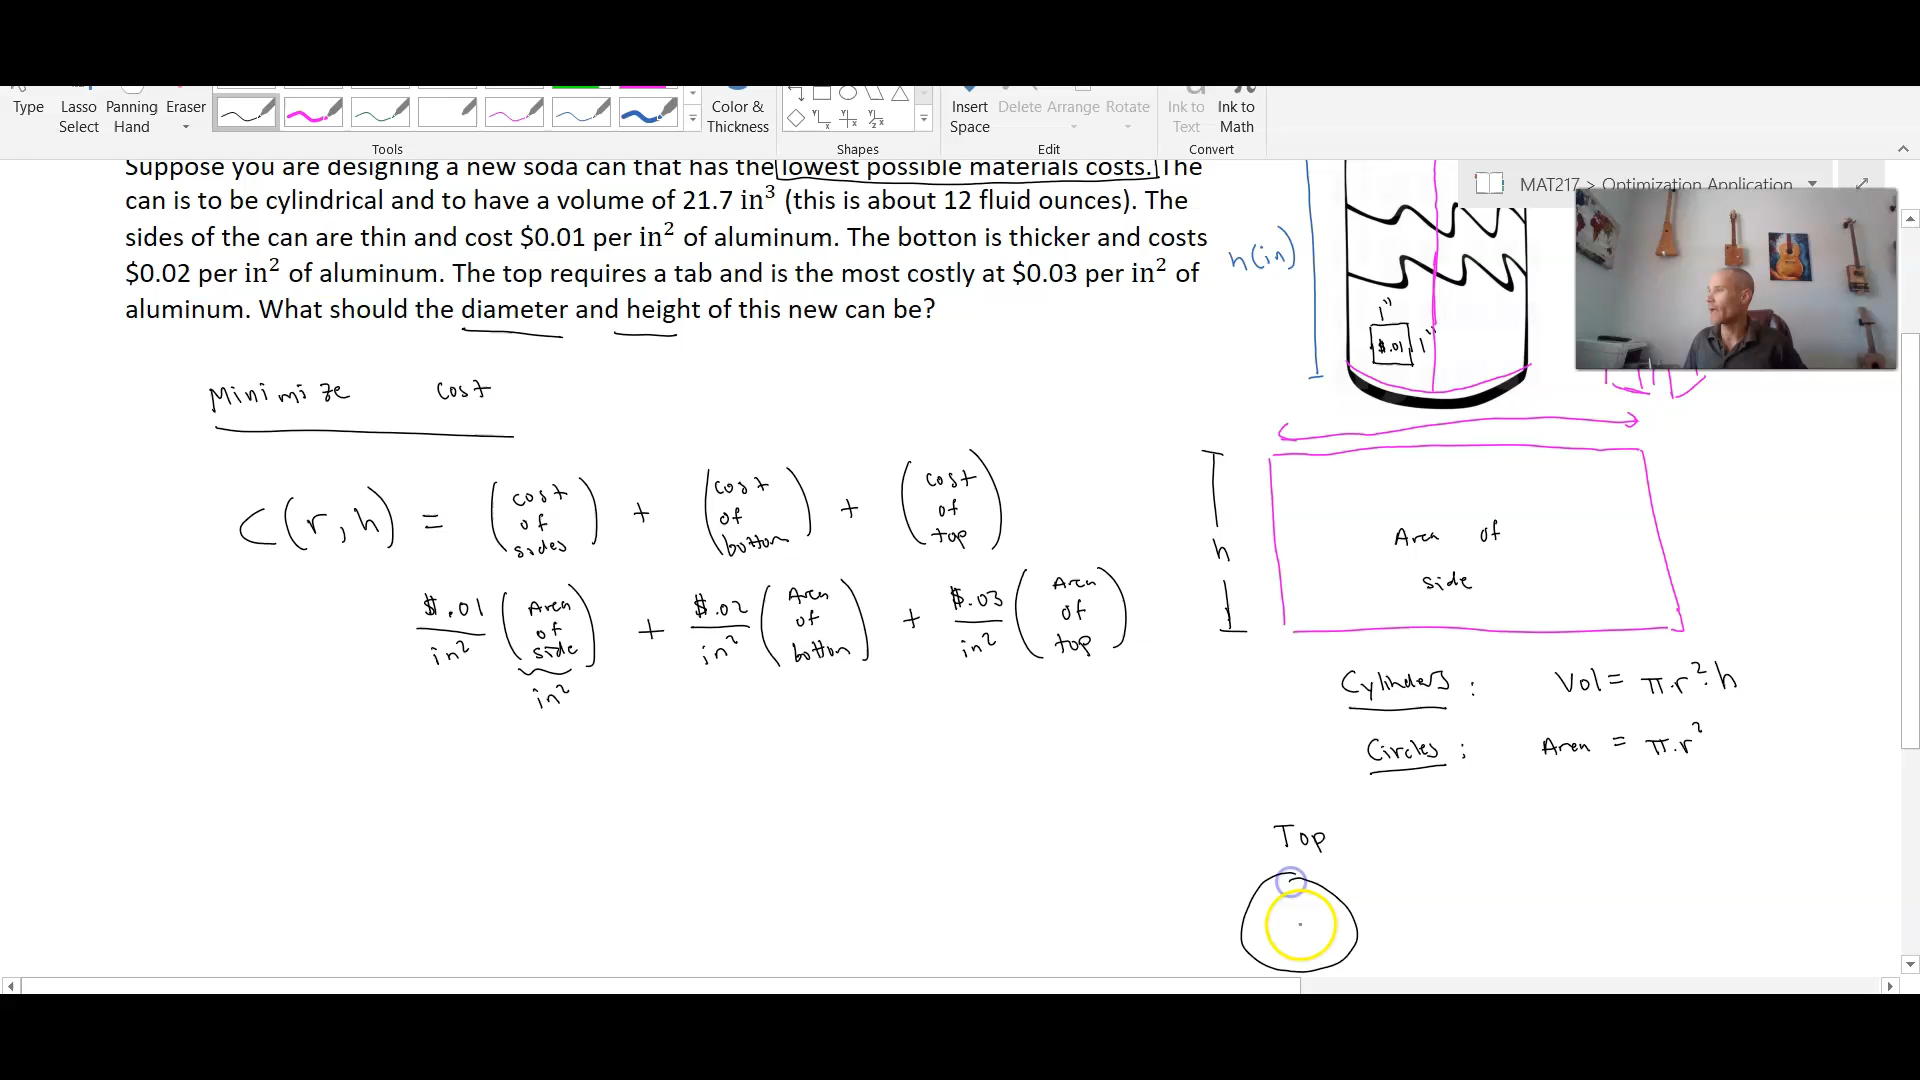 Type
Lasso Select
Panning Hand
Eraser
Color & Thickness
Insert Space
Delete
Arrange
Rotate
Ink to Text
Ink to Math
Tools
Shapes
Edit
Convert
MAT217 > Optimization Application
Suppose you are designing a new soda can that has the lowest possible materials costs. The
can is to be cylindrical and to have a volume of 21.7 in³ (this is about 12 fluid ounces). The
sides of the can are thin and cost $0.01 per in² of aluminum. The botton is thicker and costs
$0.02 per in² of aluminum. The top requires a tab and is the most costly at $0.03 per in² of
aluminum. What should the diameter and height of this new can be?
h(in)
1"
$.01 1"
Minimize cost
C(r,h) = (cost of sides) + (cost of bottom) + (cost of top)
$.01/in² (Area of side) + $.02/in² (Area of bottom) + $.03/in² (Area of top)
in²
h
Area of
side
Cylinders : Vol = π·r²·h
Circles : Area = π·r²
Top